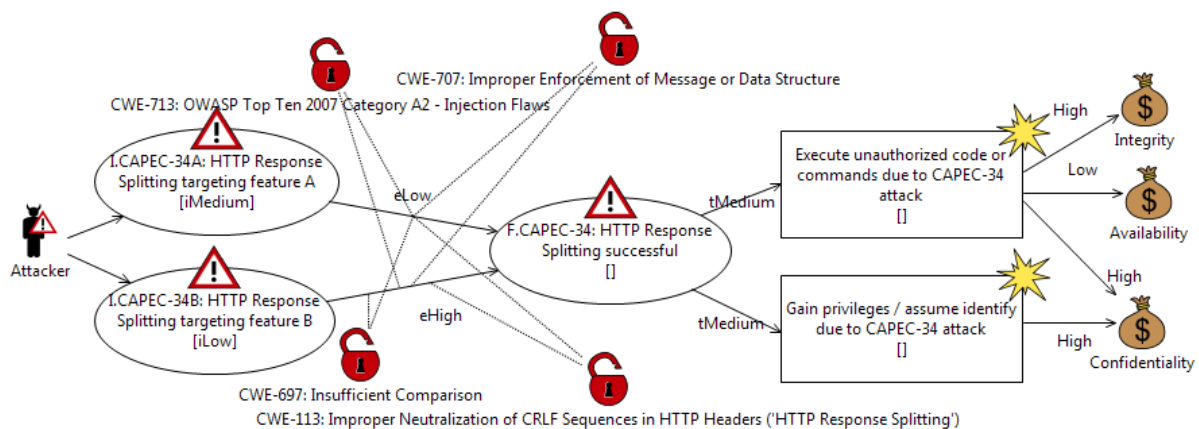 CWE-707: Improper Enforcement of Message or Data Structure
CWE-713: OWASP Top Ten 2007 Category A2 - Injection Flaws
I.CAPEC-34A: HTTP Response
Splitting targeting feature A
[iMedium]
Attacker
I.CAPEC-34B: HTTP Response
Splitting targeting feature B
[iLow]
eLow
eHigh
F.CAPEC-34: HTTP Response
Splitting successful
[]
tMedium
tMedium
Execute unauthorized code or
commands due to CAPEC-34
attack
[]
Gain privileges / assume identify
due to CAPEC-34 attack
[]
High
Integrity
Low
Availability
High
High
Confidentiality
CWE-697: Insufficient Comparison
CWE-113: Improper Neutralization of CRLF Sequences in HTTP Headers ('HTTP Response Splitting')